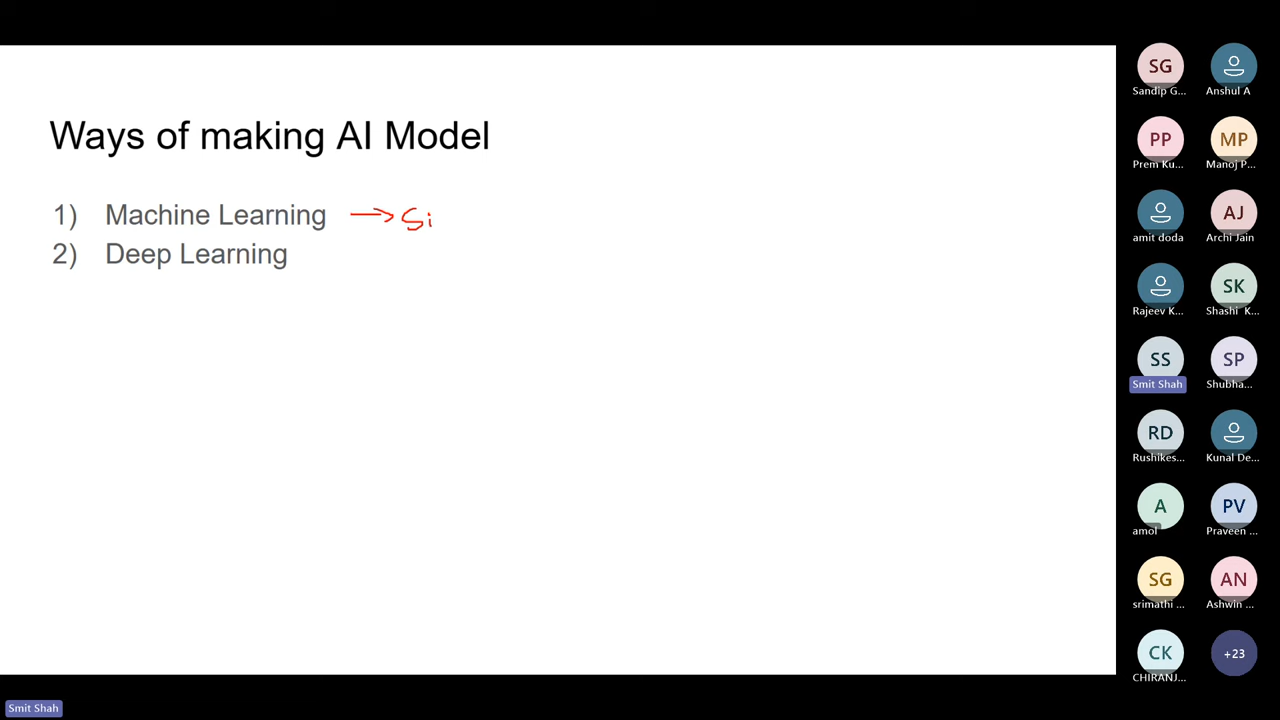 Ways of making AI Model
1) Machine Learning → Si
2) Deep Learning
SG
Sandip G...
Anshul A
PP
Prem Ku...
MP
Manoj P...
amit doda
AJ
Archi Jain
Rajeev K...
SK
Shashi K...
SS
Smit Shah
SP
Shubha...
RD
Rushikes...
Kunal De...
A
amol
PV
Praveen ...
SG
srimathi ...
AN
Ashwin ...
CK
CHIRANJ...
+23
Smit Shah